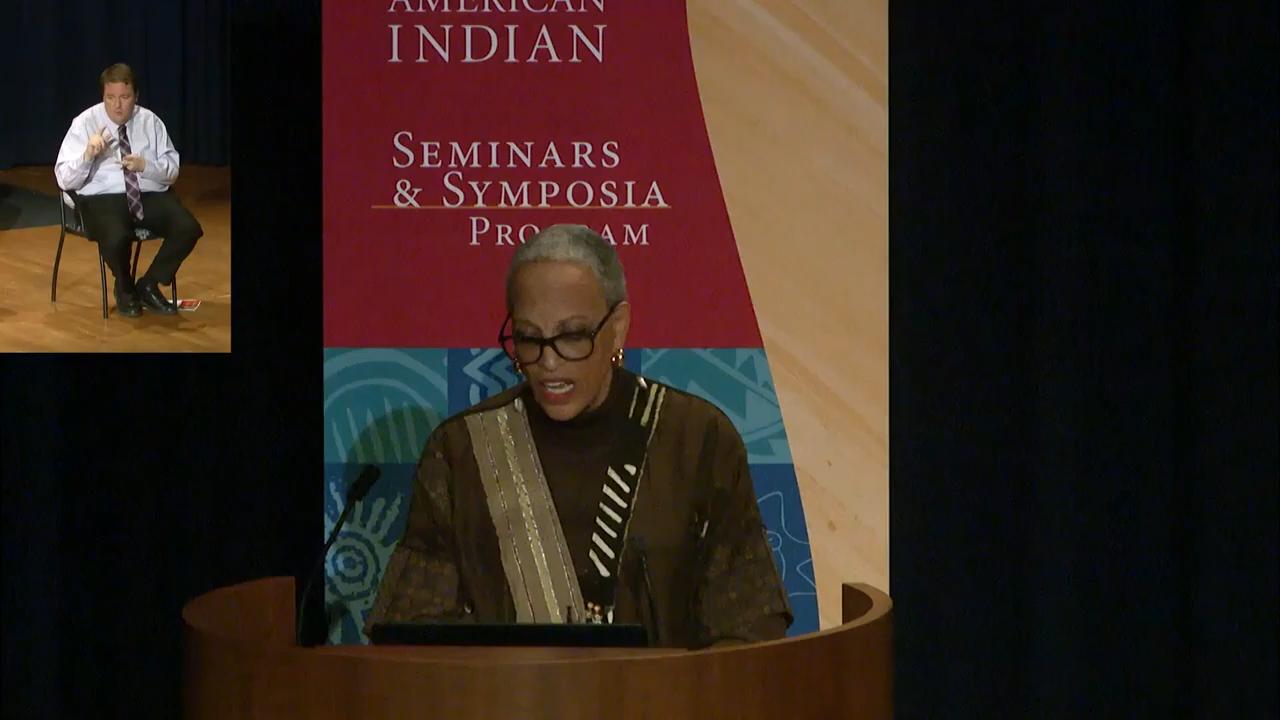 AMERICAN
INDIAN
SEMINARS
& SYMPOSIA
PROGRAM